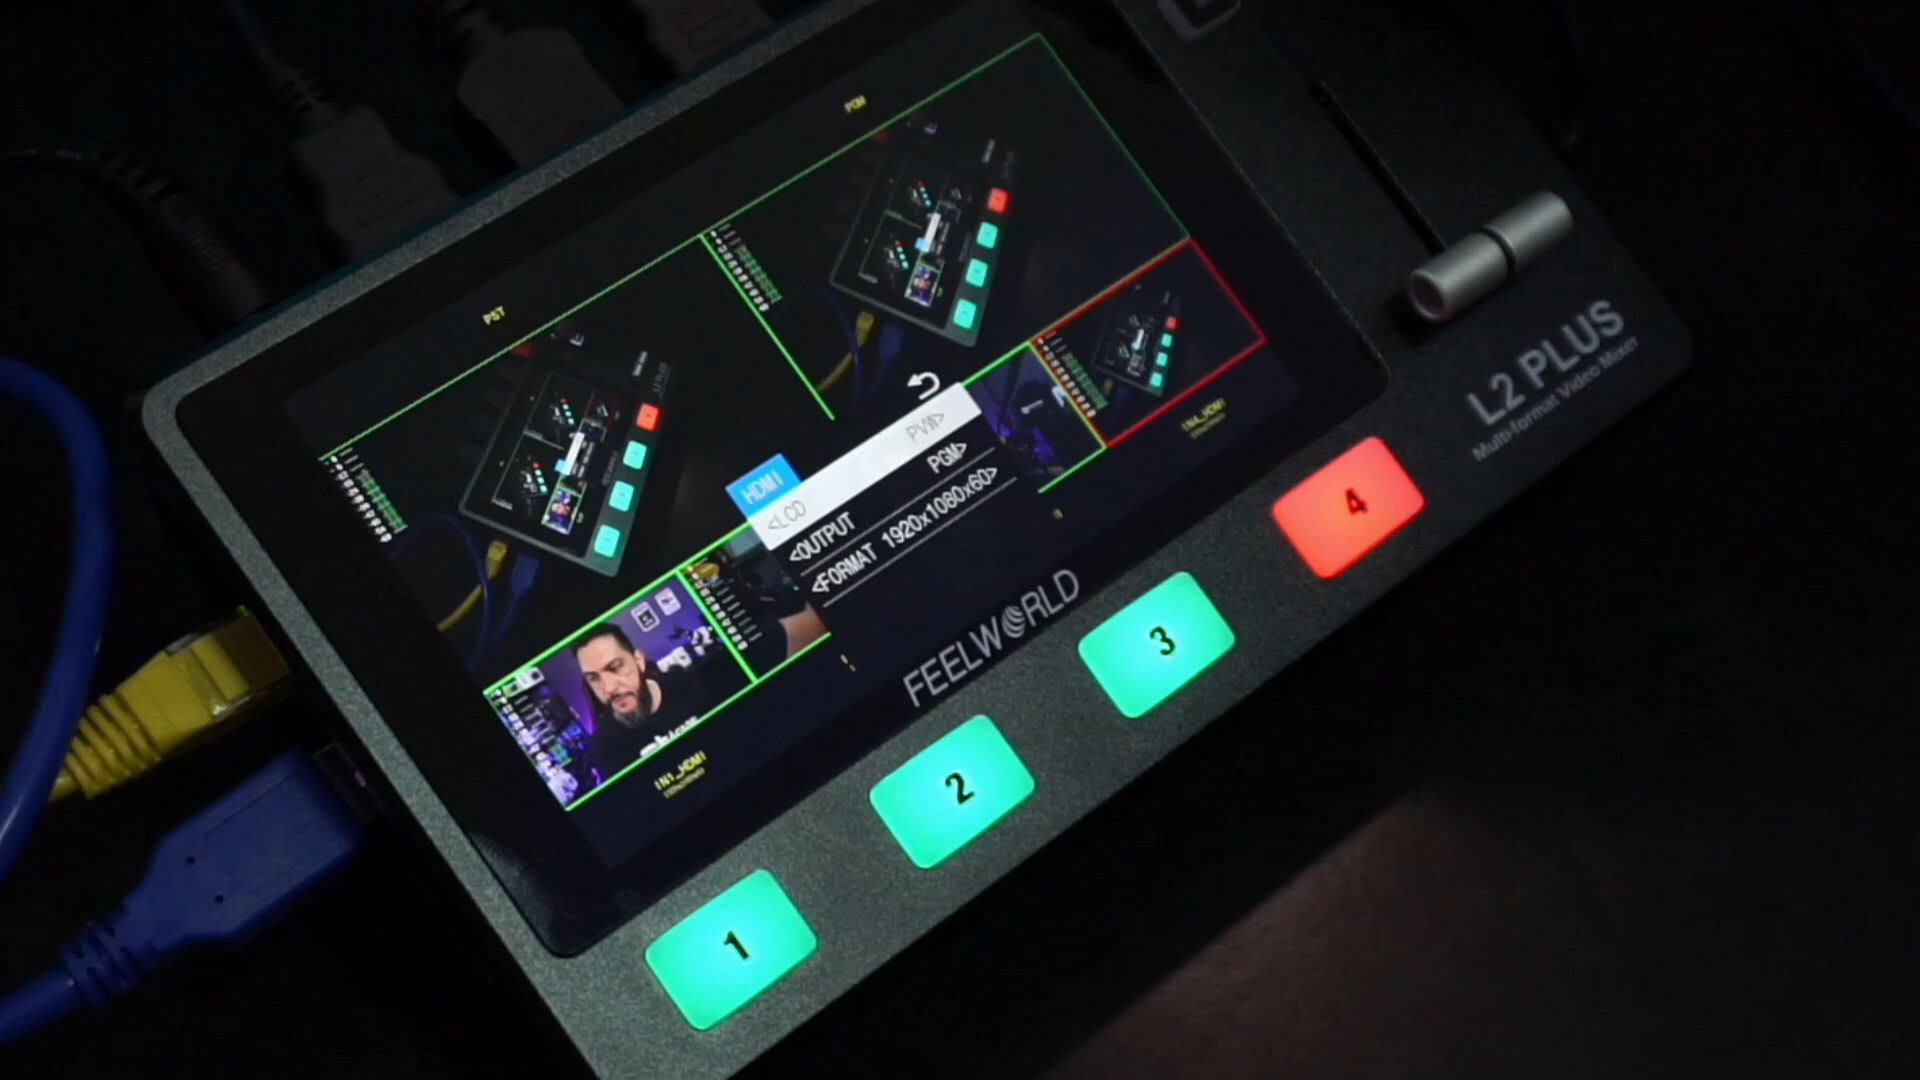 PGM
PST
HDMI
<LCD PVW>
<OUTPUT PGM>
<FORMAT 1920x1080x60>
IN1_HDMI
IN4_HDMI
FEELWORLD
L2 PLUS
Multi-format Video Mixer
1
2
3
4